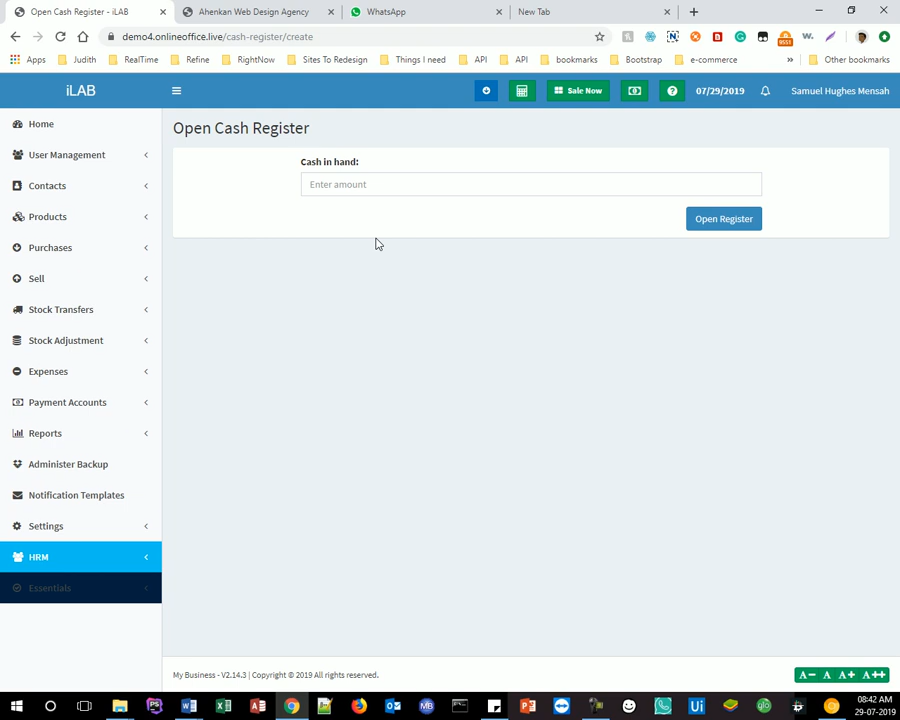 Open Cash Register - iLAB
Ahenkan Web Design Agency
WhatsApp
New Tab
demo4.onlineoffice.live/cash-register/create
9551
w.
Apps
Judith
RealTime
Refine
RightNow
Sites To Redesign
Things I need
API
API
bookmarks
Bootstrap
e-commerce
»
Other bookmarks
iLAB
Sale Now
07/29/2019
Samuel Hughes Mensah
Home
User Management
Contacts
Products
Purchases
Sell
Stock Transfers
Stock Adjustment
Expenses
Payment Accounts
Reports
Administer Backup
Notification Templates
Settings
HRM
Essentials
Open Cash Register
Cash in hand:
Enter amount
Open Register
My Business - V2.14.3 | Copyright © 2019 All rights reserved.
A- A A+ A++
08:42 AM
29-07-2019